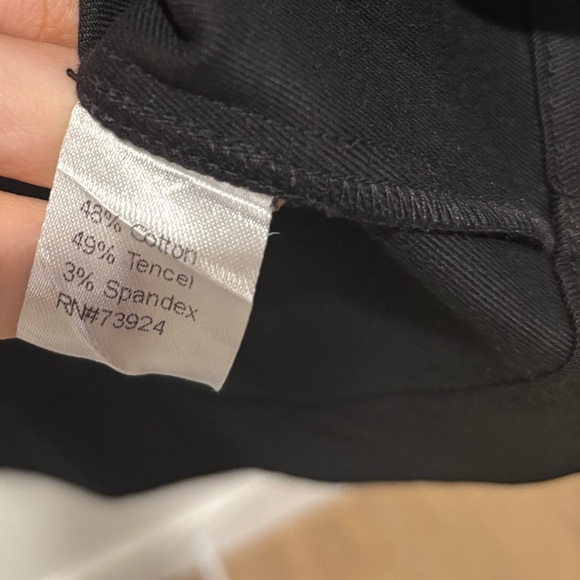 48% Cotton
49% Tencel
3% Spandex
RN#73924